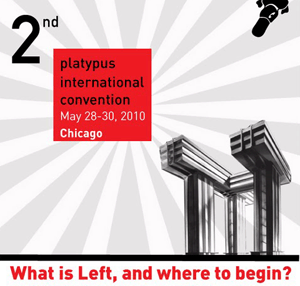 2nd
platypus
international
convention
May 28-30, 2010
Chicago
What is Left, and where to begin?